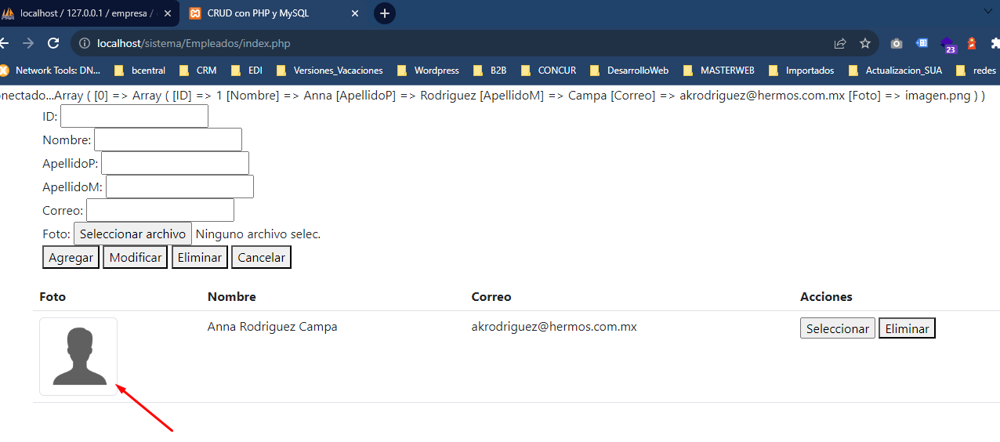 localhost / 127.0.0.1 / empresa /
CRUD con PHP y MySQL
localhost/sistema/Empleados/index.php
23
Network Tools: DN... bcentral CRM EDI Versiones_Vacaciones Wordpress B2B CONCUR DesarrolloWeb MASTERWEB Importados Actualizacion_SUA redes
onectado...Array ( [0] => Array ( [ID] => 1 [Nombre] => Anna [ApellidoP] => Rodriguez [ApellidoM] => Campa [Correo] => akrodriguez@hermos.com.mx [Foto] => imagen.png ) )
ID:
Nombre:
ApellidoP:
ApellidoM:
Correo:
Foto: Seleccionar archivo Ninguno archivo selec.
Agregar Modificar Eliminar Cancelar
Foto Nombre Correo Acciones
Anna Rodriguez Campa akrodriguez@hermos.com.mx Seleccionar Eliminar